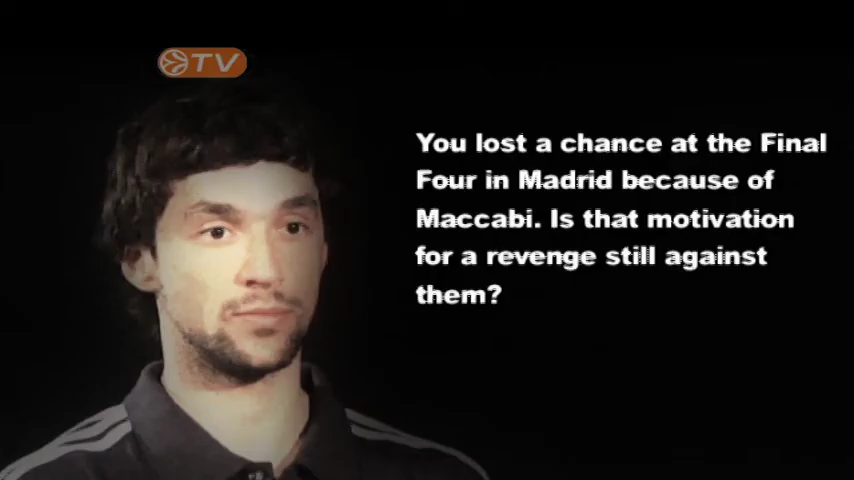 TV
You lost a chance at the Final
Four in Madrid because of
Maccabi. Is that motivation
for a revenge still against
them?